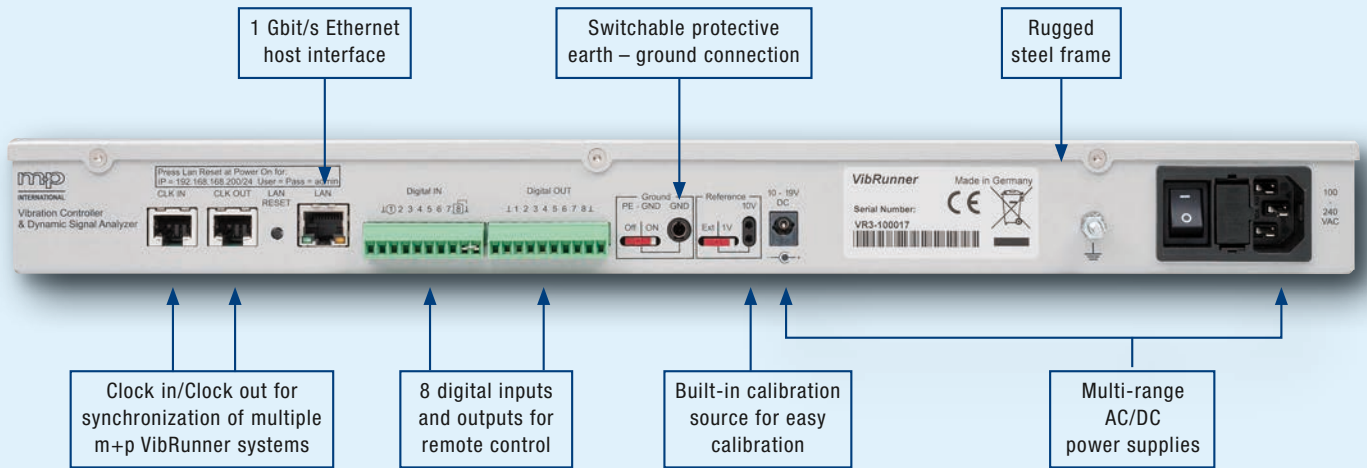 1 Gbit/s Ethernet
host interface
Switchable protective
earth – ground connection
Rugged
steel frame
m+p
INTERNATIONAL
Vibration Controller
& Dynamic Signal Analyzer
Press Lan Reset at Power On for:
IP = 192.168.168.200/24 User = Pass = admin
CLK IN
CLK OUT
LAN
RESET
LAN
Digital IN
⊥ 1 2 3 4 5 6 7 8 ⊥
Digital OUT
⊥ 1 2 3 4 5 6 7 8 ⊥
Ground
PE - GND GND
Off ON
Reference
10V
Ext 1V
10 - 19V
DC
VibRunner
Made in Germany
CE
Serial Number:
VR3-100017
100
-
240
VAC
Clock in/Clock out for
synchronization of multiple
m+p VibRunner systems
8 digital inputs
and outputs for
remote control
Built-in calibration
source for easy
calibration
Multi-range
AC/DC
power supplies